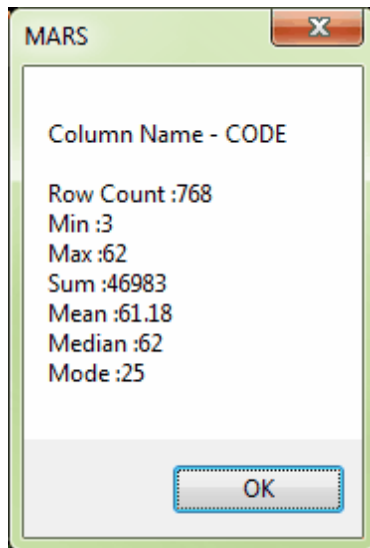 MARS
Column Name - CODE
Row Count :768
Min :3
Max :62
Sum :46983
Mean :61.18
Median :62
Mode :25
OK